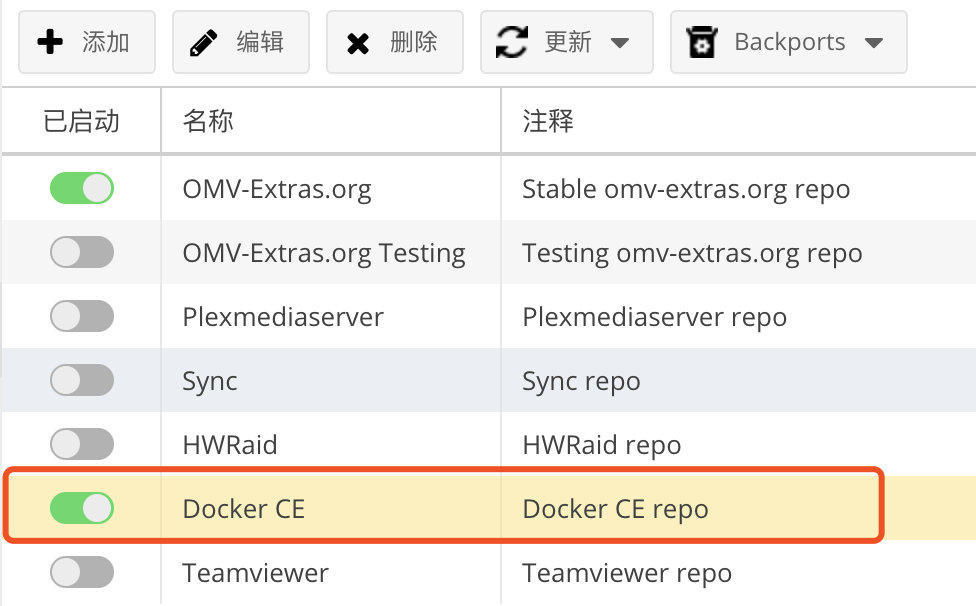 添加 编辑 删除 更新 Backports
已启动 名称 注释
OMV-Extras.org Stable omv-extras.org repo
OMV-Extras.org Testing Testing omv-extras.org repo
Plexmediaserver Plexmediaserver repo
Sync Sync repo
HWRaid HWRaid repo
Docker CE Docker CE repo
Teamviewer Teamviewer repo